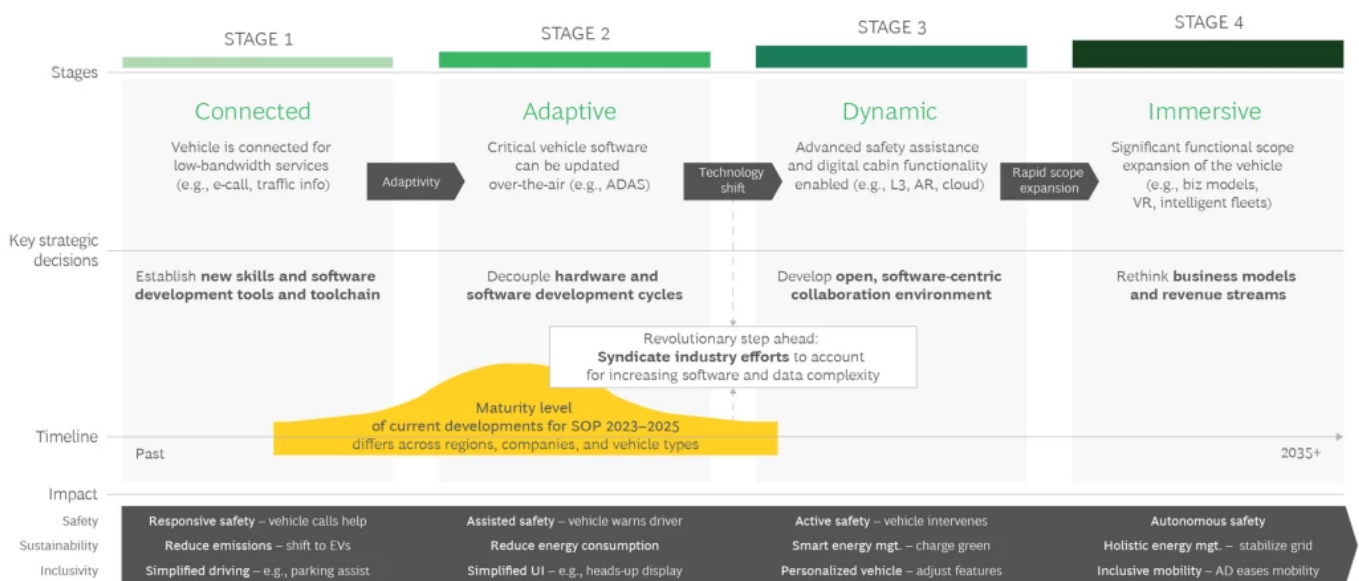 STAGE 1
STAGE 2
STAGE 3
STAGE 4
Stages
Connected
Vehicle is connected for
low-bandwidth services
(e.g., e-call, traffic info)
Adaptivity
Adaptive
Critical vehicle software
can be updated
over-the-air (e.g., ADAS)
Technology
shift
Dynamic
Advanced safety assistance
and digital cabin functionality
enabled (e.g., L3, AR, cloud)
Rapid scope
expansion
Immersive
Significant functional scope
expansion of the vehicle
(e.g., biz models,
VR, intelligent fleets)
Key strategic
decisions
Establish new skills and software
development tools and toolchain
Decouple hardware and
software development cycles
Develop open, software-centric
collaboration environment
Rethink business models
and revenue streams
Revolutionary step ahead:
Syndicate industry efforts to account
for increasing software and data complexity
Maturity level
of current developments for SOP 2023–2025
differs across regions, companies, and vehicle types
Timeline
Past
2035+
Impact
Safety
Responsive safety – vehicle calls help
Assisted safety – vehicle warns driver
Active safety – vehicle intervenes
Autonomous safety
Sustainability
Reduce emissions – shift to EVs
Reduce energy consumption
Smart energy mgt. – charge green
Holistic energy mgt. – stabilize grid
Inclusivity
Simplified driving – e.g., parking assist
Simplified UI – e.g., heads-up display
Personalized vehicle – adjust features
Inclusive mobility – AD eases mobility